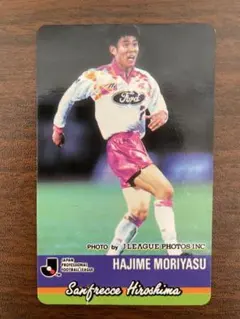 Ford
PHOTO by J.LEAGUE PHOTOS INC
JAPAN
PROFESSIONAL
FOOTBALL LEAGUE
HAJIME MORIYASU
Sanfrecce Hiroshima